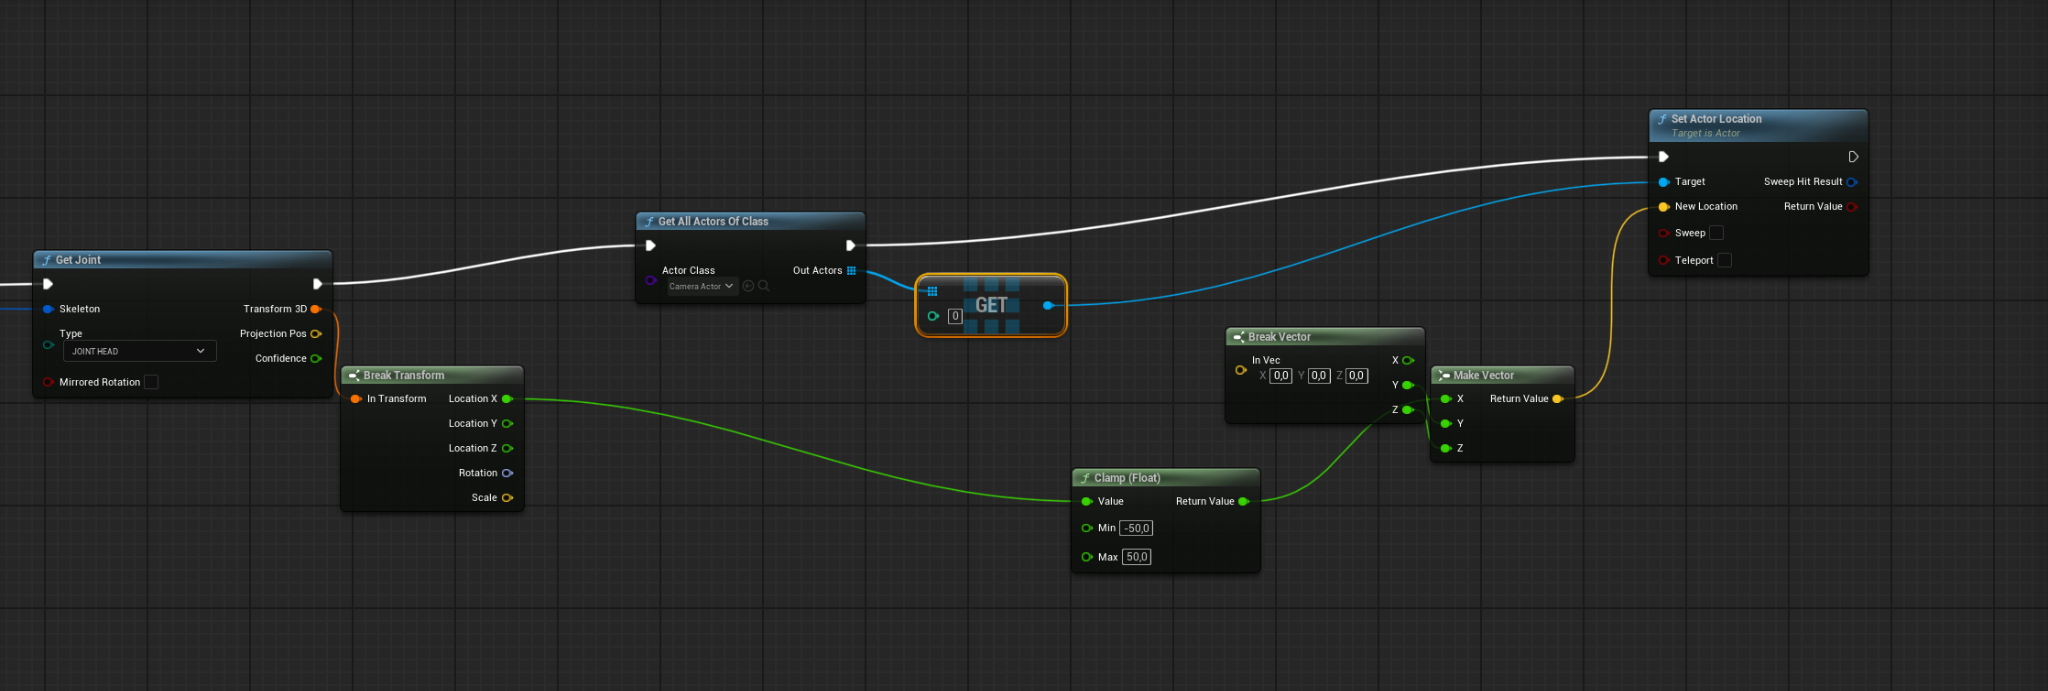 Get Joint
Skeleton
Transform 3D
Type
JOINT HEAD
Projection Pos
Confidence
Mirrored Rotation
Break Transform
In Transform
Location X
Location Y
Location Z
Rotation
Scale
f Get All Actors Of Class
Actor Class
Camera Actor
Out Actors
GET
0
Break Vector
In Vec
X 0,0 Y 0,0 Z 0,0
X
Y
Z
Make Vector
X
Y
Z
Return Value
f Clamp (Float)
Value
Return Value
Min -50,0
Max 50,0
f Set Actor Location
Target is Actor
Target
Sweep Hit Result
New Location
Return Value
Sweep
Teleport